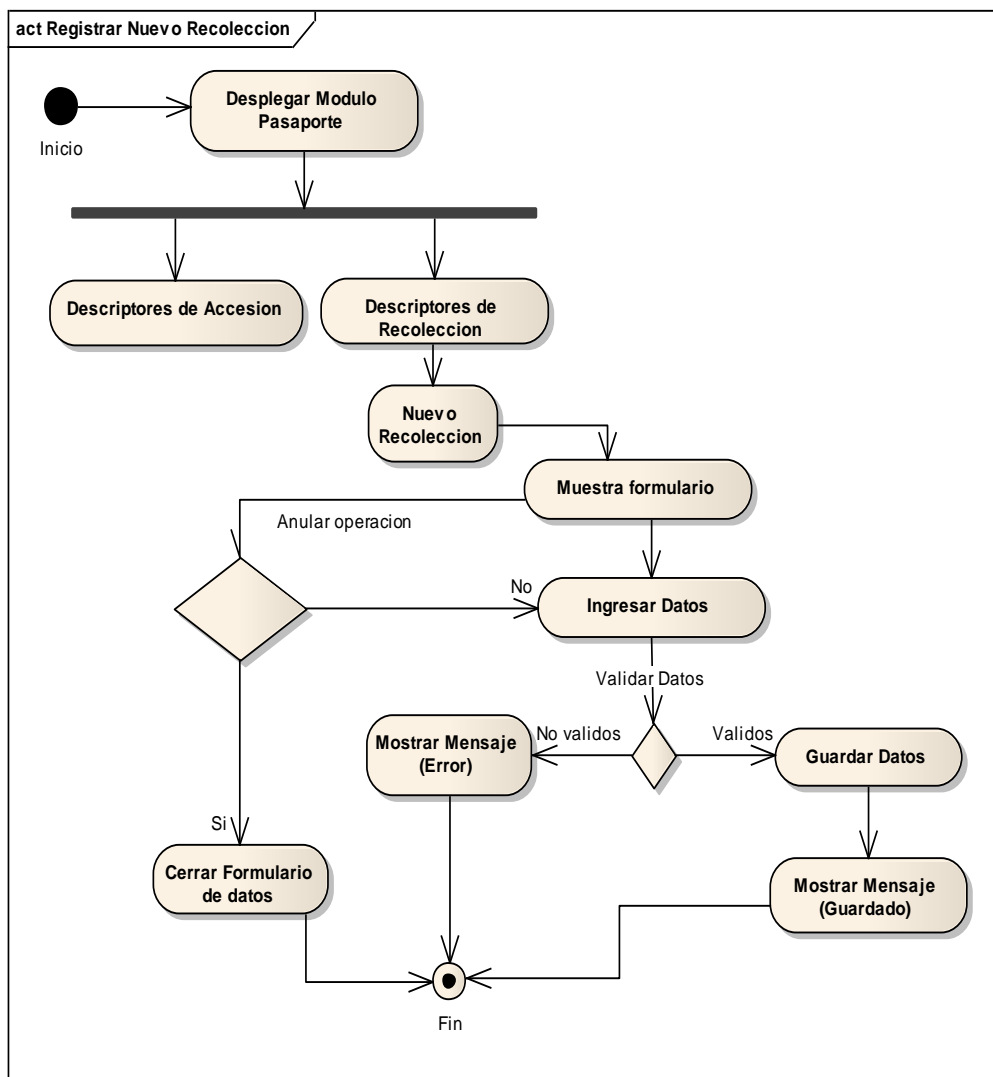 act Registrar Nuevo Recoleccion
Desplegar Modulo
Pasaporte
Inicio
Descriptores de Accesion
Descriptores de
Recoleccion
Nuevo
Recoleccion
Muestra formulario
Anular operacion
No
Ingresar Datos
Validar Datos
Mostrar Mensaje
(Error)
No validos
Validos
Guardar Datos
Si
Cerrar Formulario
de datos
Mostrar Mensaje
(Guardado)
Fin